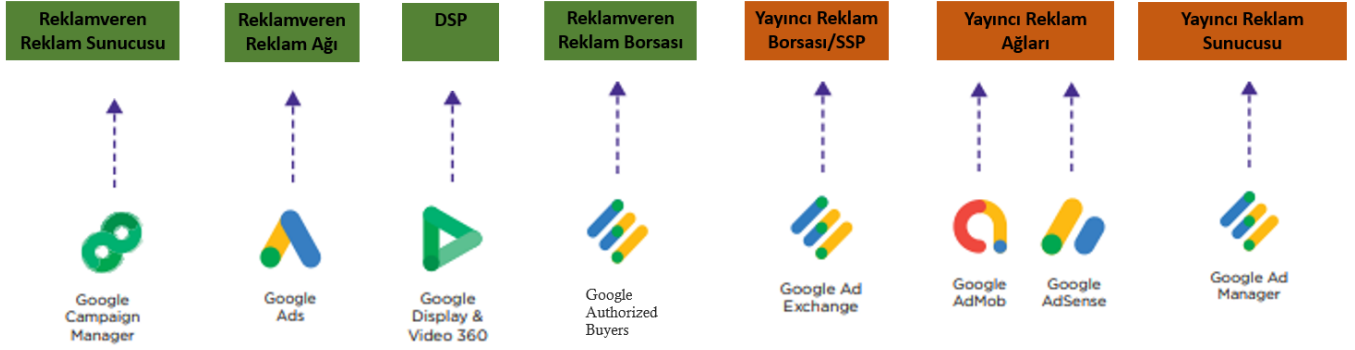 Reklamveren
Reklam Sunucusu
Reklamveren
Reklam Ağı
DSP
Reklamveren
Reklam Borsası
Yayıncı Reklam
Borsası/SSP
Yayıncı Reklam
Ağları
Yayıncı Reklam
Sunucusu
Google
Campaign
Manager
Google
Ads
Google
Display &
Video 360
Google
Authorized
Buyers
Google Ad
Exchange
Google
AdMob
Google
AdSense
Google Ad
Manager